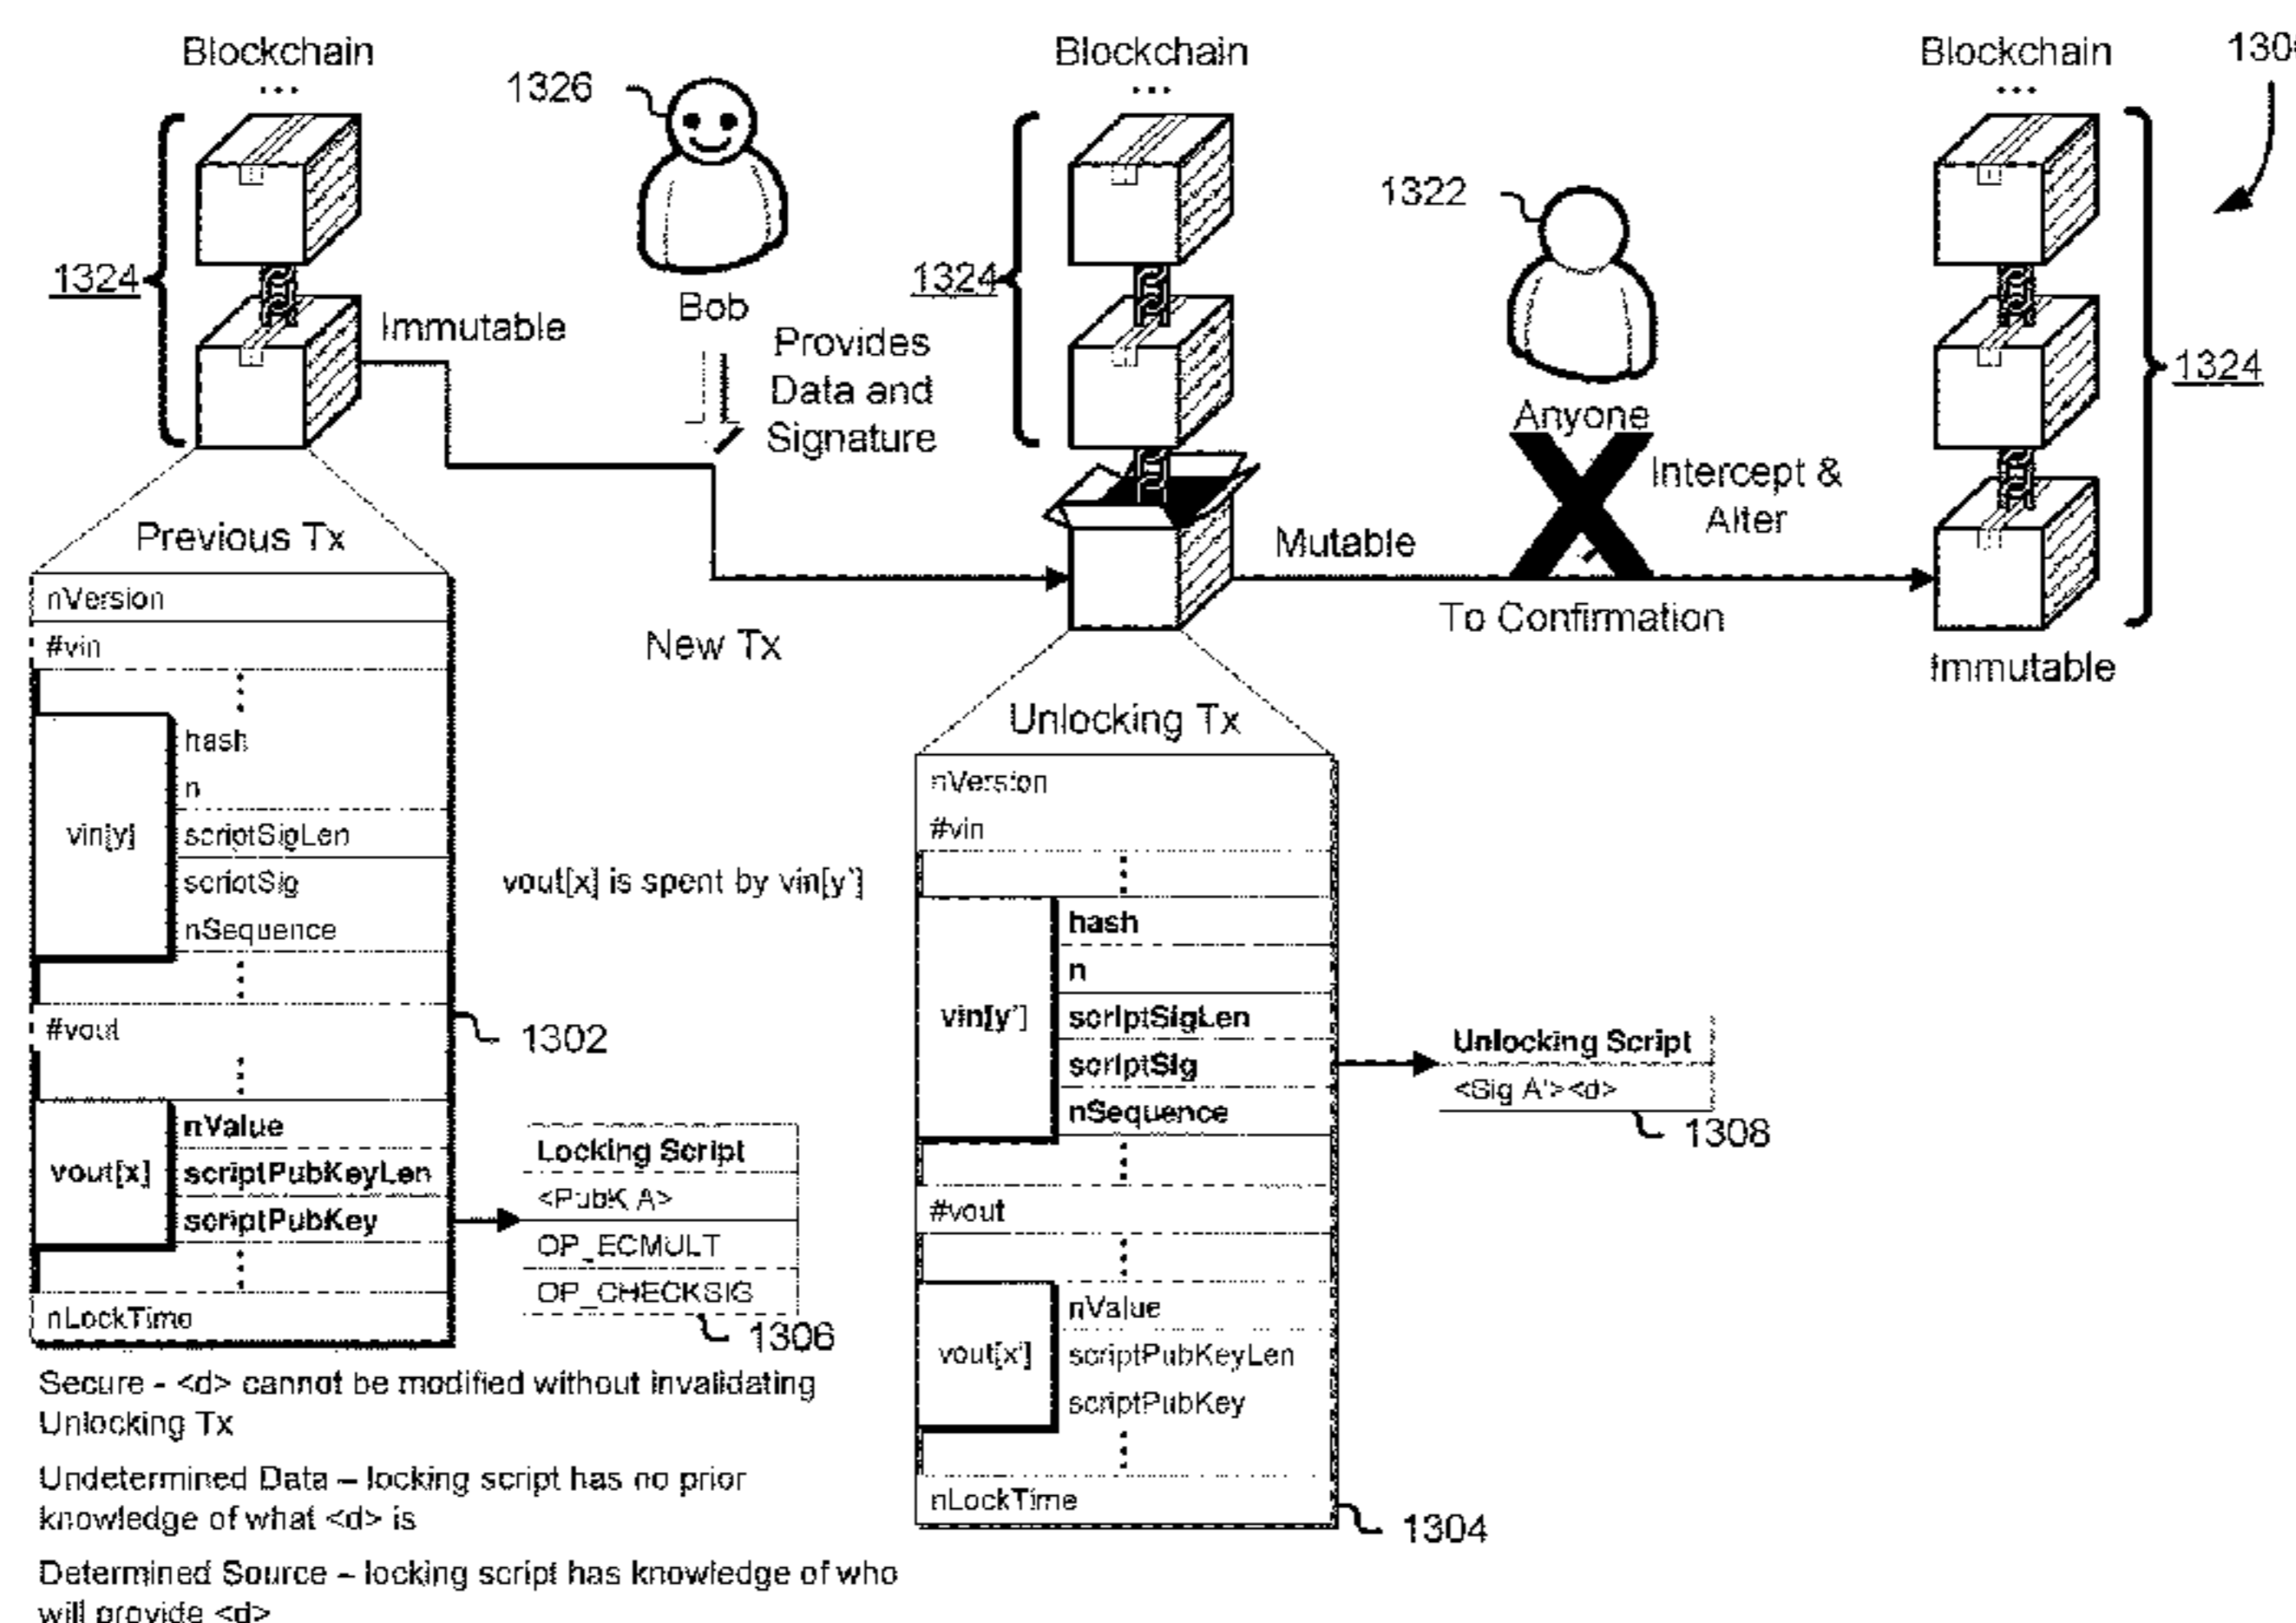 Blockchain
...
1324
Immutable
1326
Bob
Provides
Data and
Signature
Blockchain
...
1324
1322
Anyone
Intercept &
Alter
Mutable
To Confirmation
Blockchain
...
1324
Immutable
New Tx
Previous Tx
nVersion
#vin
vin[y]
hash
n
scriptSigLen
scriptSig
nSequence
#vout
vout[x]
nValue
scriptPubKeyLen
scriptPubKey
nLockTime
1302
vout[x] is spent by vin[y']
Locking Script
<PubK A>
OP_ECMULT
OP_CHECKSIG
1306
Unlocking Tx
nVersion
#vin
vin[y']
hash
n
scriptSigLen
scriptSig
nSequence
#vout
vout[x']
nValue
scriptPubKeyLen
scriptPubKey
nLockTime
1304
Unlocking Script
<Sig A'><d>
1308
Secure - <d> cannot be modified without invalidating
Unlocking Tx
Undetermined Data – locking script has no prior
knowledge of what <d> is
Determined Source – locking script has knowledge of who
will provide <d>